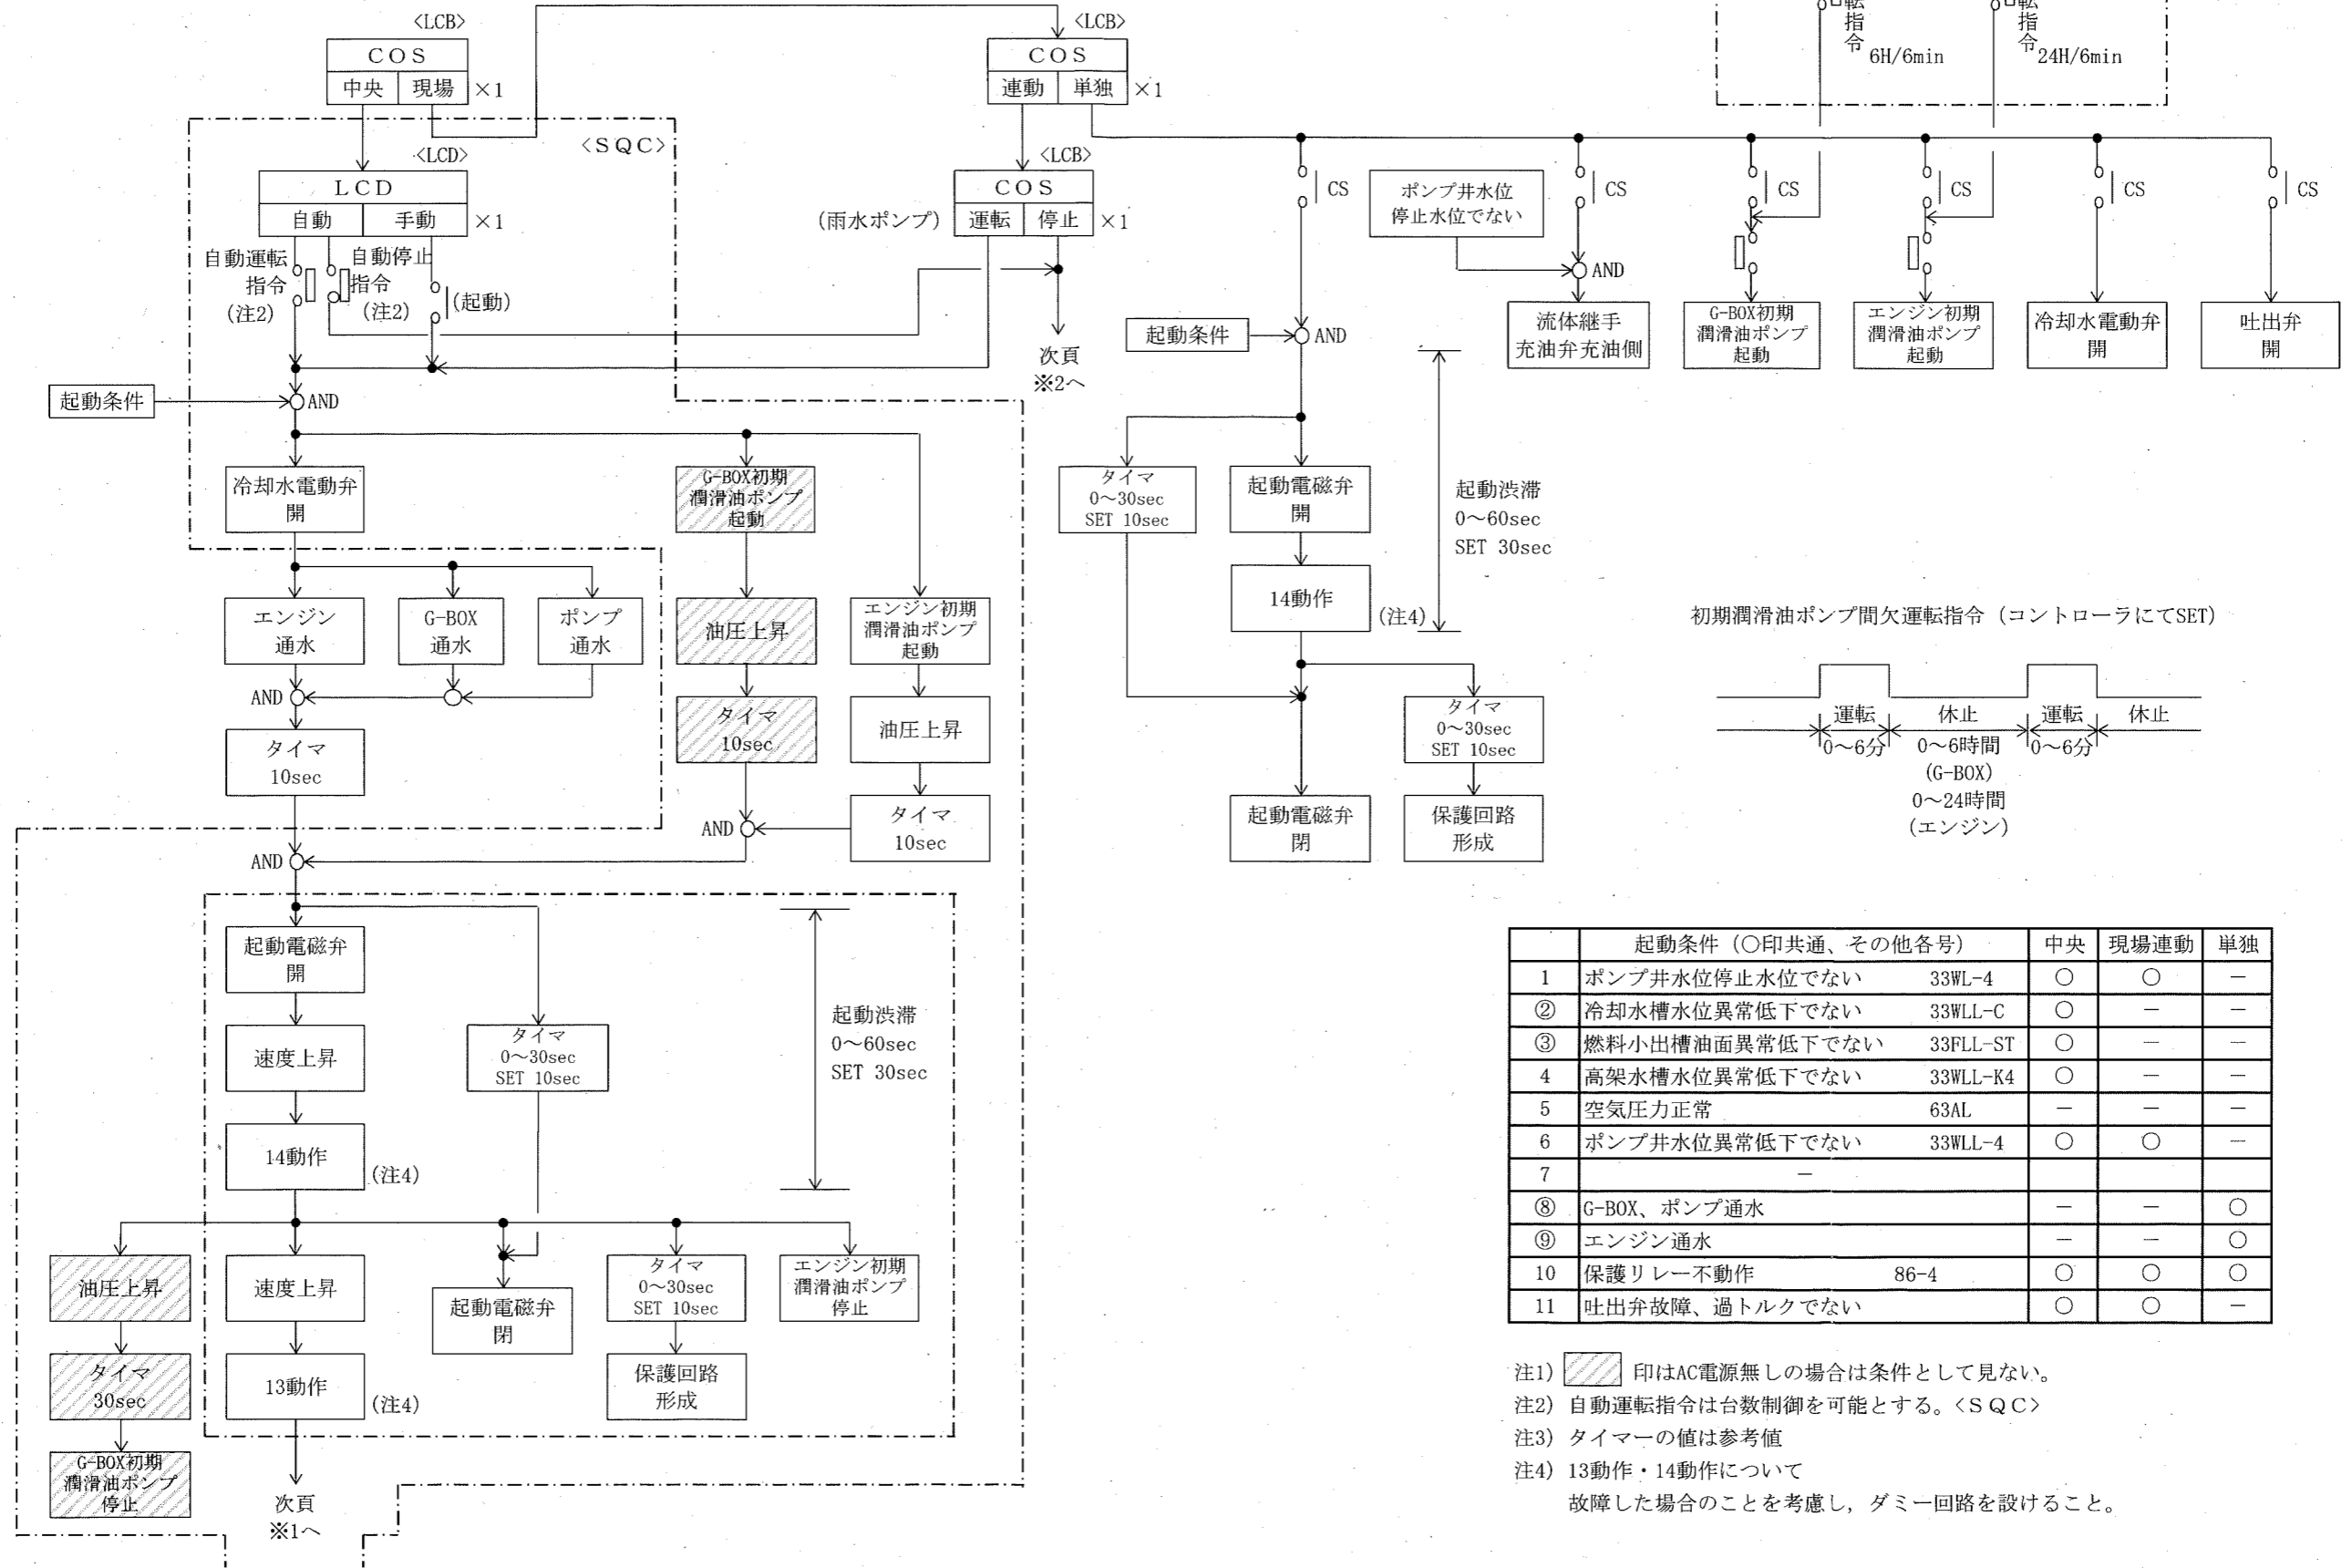 <LCB>
COS
中央 現場 ×1
<LCB>
COS
連動 単独 ×1
転
指
令
6H/6min
転
指
令
24H/6min
<SQC>
<LCD>
LCD
自動 手動 ×1
自動運転
指令
(注2)
自動停止
指令
(注2)
(起動)
<LCB>
COS
(雨水ポンプ) 運転 停止 ×1
次頁
※2へ
起動条件
AND
冷却水電動弁
開
エンジン
通水
G-BOX
通水
ポンプ
通水
AND
タイマ
10sec
G-BOX初期
潤滑油ポンプ
起動
油圧上昇
タイマ
10sec
エンジン初期
潤滑油ポンプ
起動
油圧上昇
タイマ
10sec
AND
AND
起動電磁弁
開
速度上昇
14動作
(注4)
タイマ
0～30sec
SET 10sec
起動渋滞
0～60sec
SET 30sec
油圧上昇
タイマ
30sec
G-BOX初期
潤滑油ポンプ
停止
速度上昇
13動作
(注4)
次頁
※1へ
起動電磁弁
閉
タイマ
0～30sec
SET 10sec
保護回路
形成
エンジン初期
潤滑油ポンプ
停止
CS
起動条件
AND
タイマ
0～30sec
SET 10sec
起動電磁弁
開
14動作
(注4)
起動渋滞
0～60sec
SET 30sec
起動電磁弁
閉
タイマ
0～30sec
SET 10sec
保護回路
形成
ポンプ井水位
停止水位でない
CS
AND
流体継手
充油弁充油側
CS
G-BOX初期
潤滑油ポンプ
起動
CS
エンジン初期
潤滑油ポンプ
起動
CS
冷却水電動弁
開
CS
吐出弁
開
初期潤滑油ポンプ間欠運転指令 (コントローラにてSET)
運転 休止 運転 休止
0～6分 0～6時間 0～6分
(G-BOX)
0～24時間
(エンジン)
起動条件 (○印共通、その他各号) 中央 現場連動 単独
1 ポンプ井水位停止水位でない 33WL-4 ○ ○ －
② 冷却水槽水位異常低下でない 33WLL-C ○ － －
③ 燃料小出槽油面異常低下でない 33FLL-ST ○ － －
4 高架水槽水位異常低下でない 33WLL-K4 ○ － －
5 空気圧力正常 63AL － － －
6 ポンプ井水位異常低下でない 33WLL-4 ○ ○ －
7 －
⑧ G-BOX、ポンプ通水 － － ○
⑨ エンジン通水 － － ○
10 保護リレー不動作 86-4 ○ ○ ○
11 吐出弁故障、過トルクでない ○ ○ －
注1) 印はAC電源無しの場合は条件として見ない。
注2) 自動運転指令は台数制御を可能とする。<SQC>
注3) タイマーの値は参考値
注4) 13動作・14動作について
故障した場合のことを考慮し，ダミー回路を設けること。